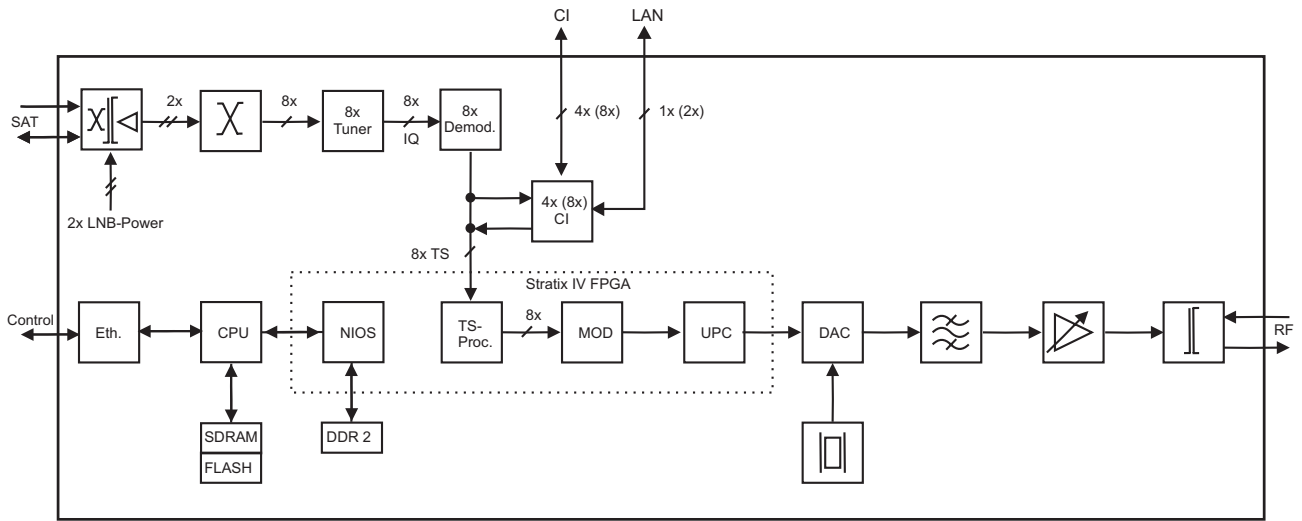 CI
LAN
SAT
2x
8x
8x
Tuner
8x
IQ
8x
Demod.
4x (8x)
1x (2x)
2x LNB-Power
4x (8x)
CI
8x TS
Stratix IV FPGA
Control
Eth.
CPU
NIOS
TS-
Proc.
8x
MOD
UPC
DAC
RF
SDRAM
FLASH
DDR 2